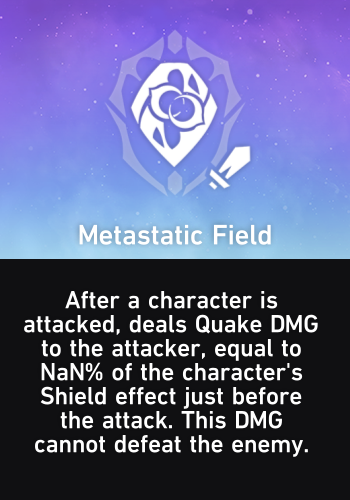 Metastatic Field
After a character is
attacked, deals Quake DMG
to the attacker, equal to
NaN% of the character's
Shield effect just before
the attack. This DMG
cannot defeat the enemy.